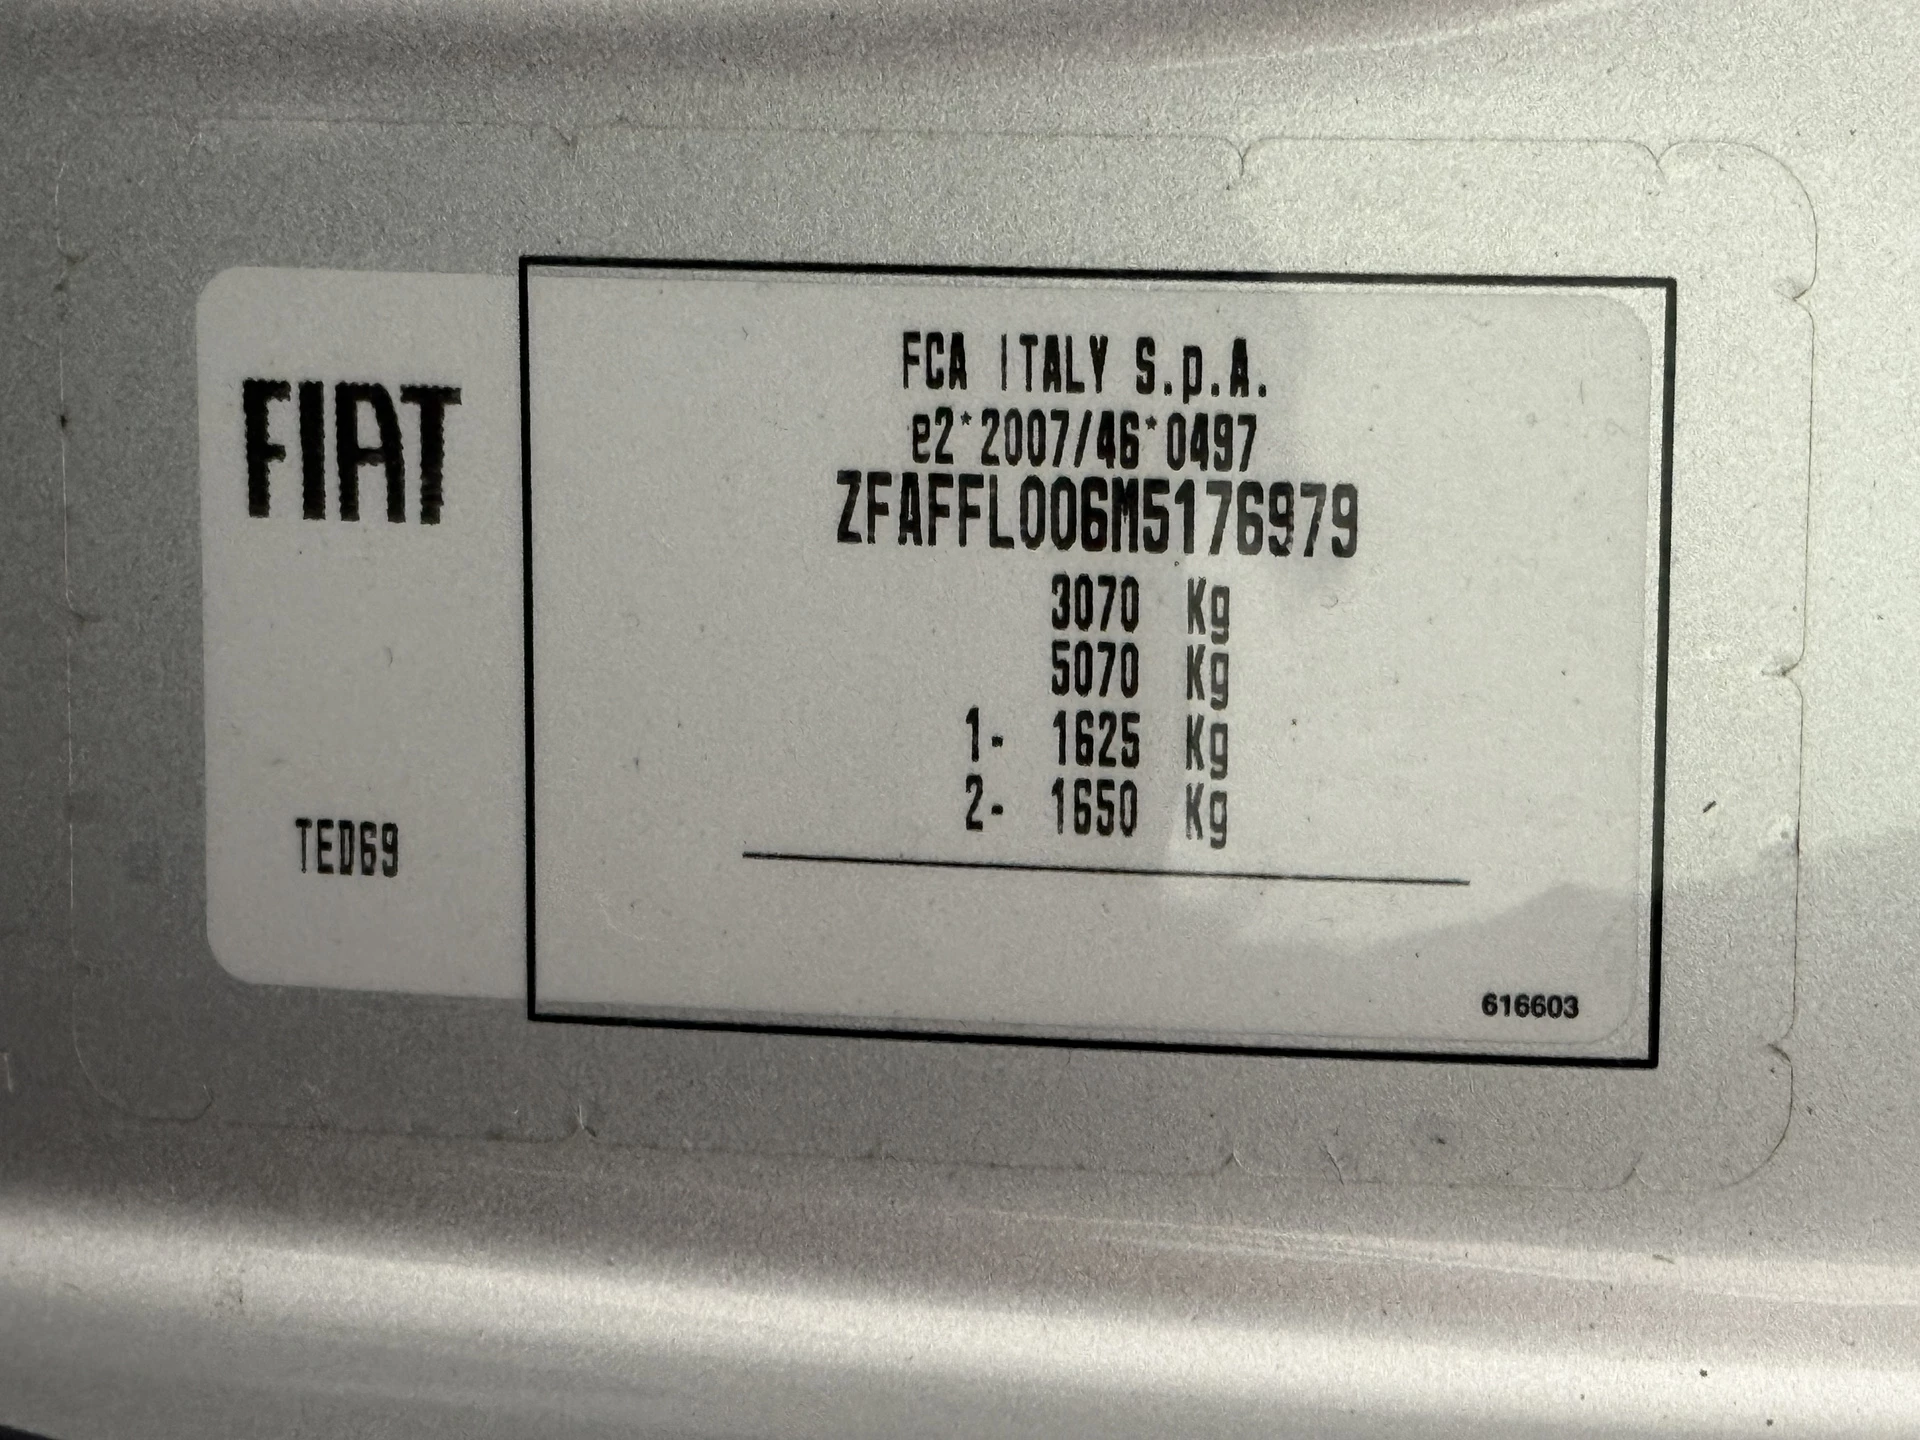 FIAT
TED69
FCA ITALY S.p.A.
e2*2007/46*0497
ZFAFFL006M5176979
3070 Kg
5070 Kg
1- 1625 Kg
2- 1650 Kg
616603